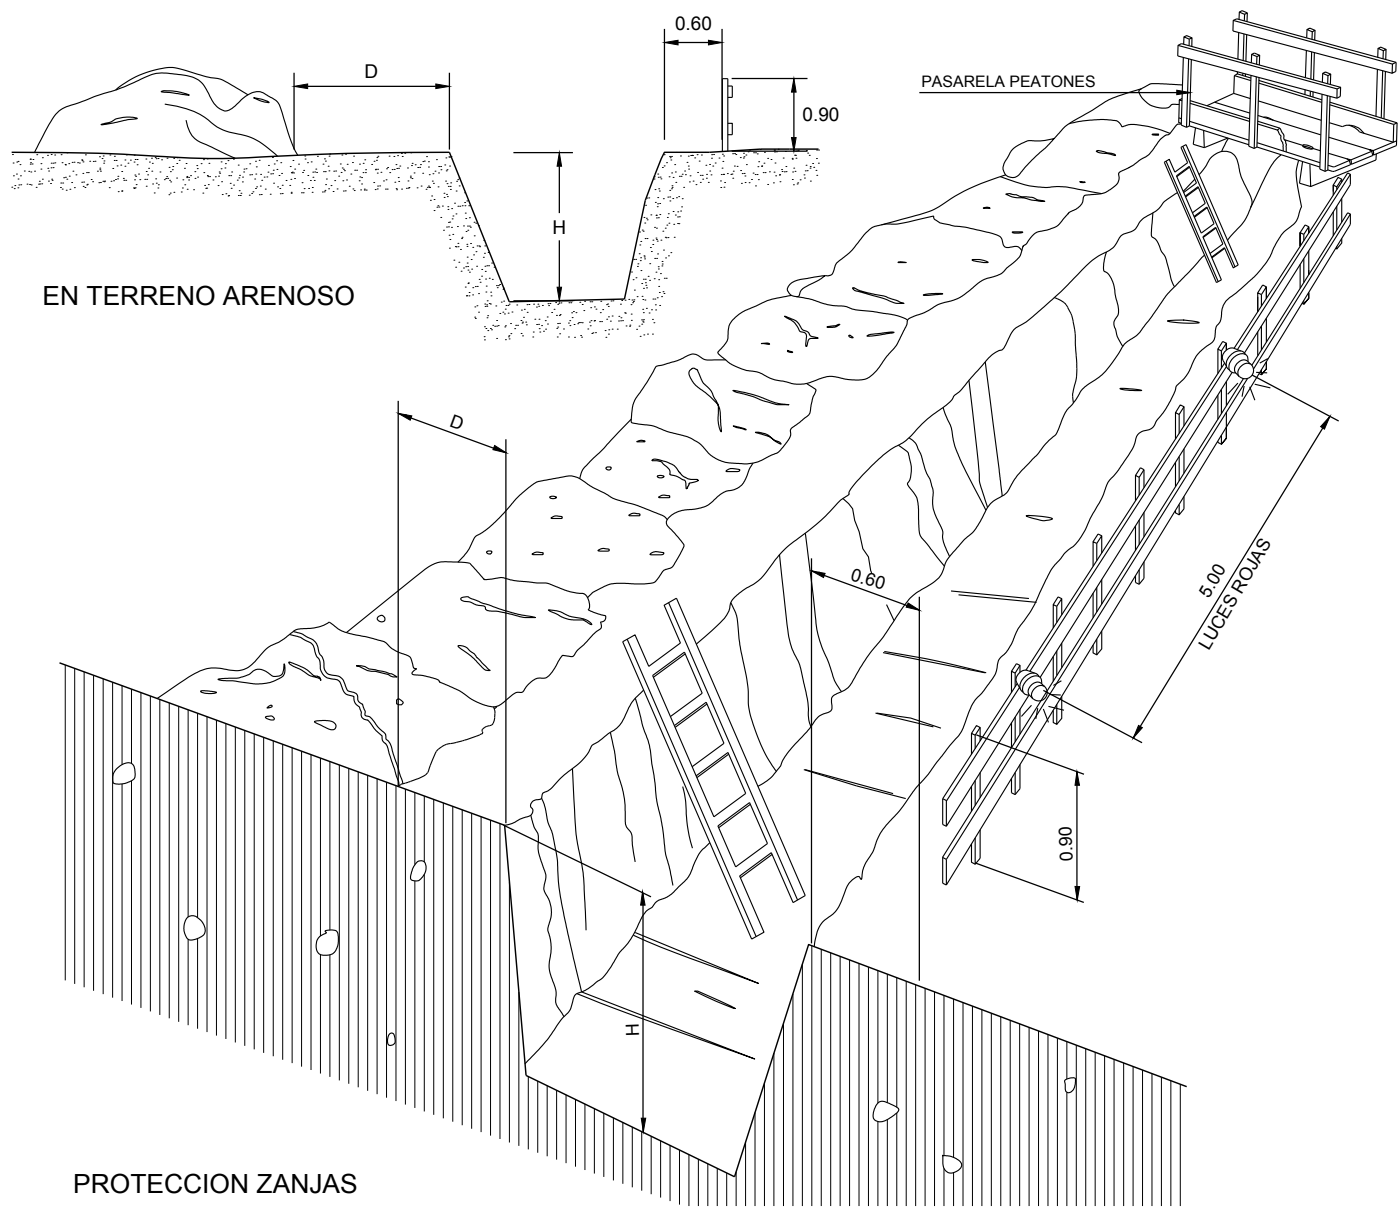 0.60
D
0.90
PASARELA PEATONES
H
EN TERRENO ARENOSO
D
0.60
5.00
LUCES ROJAS
0.90
H
PROTECCION ZANJAS